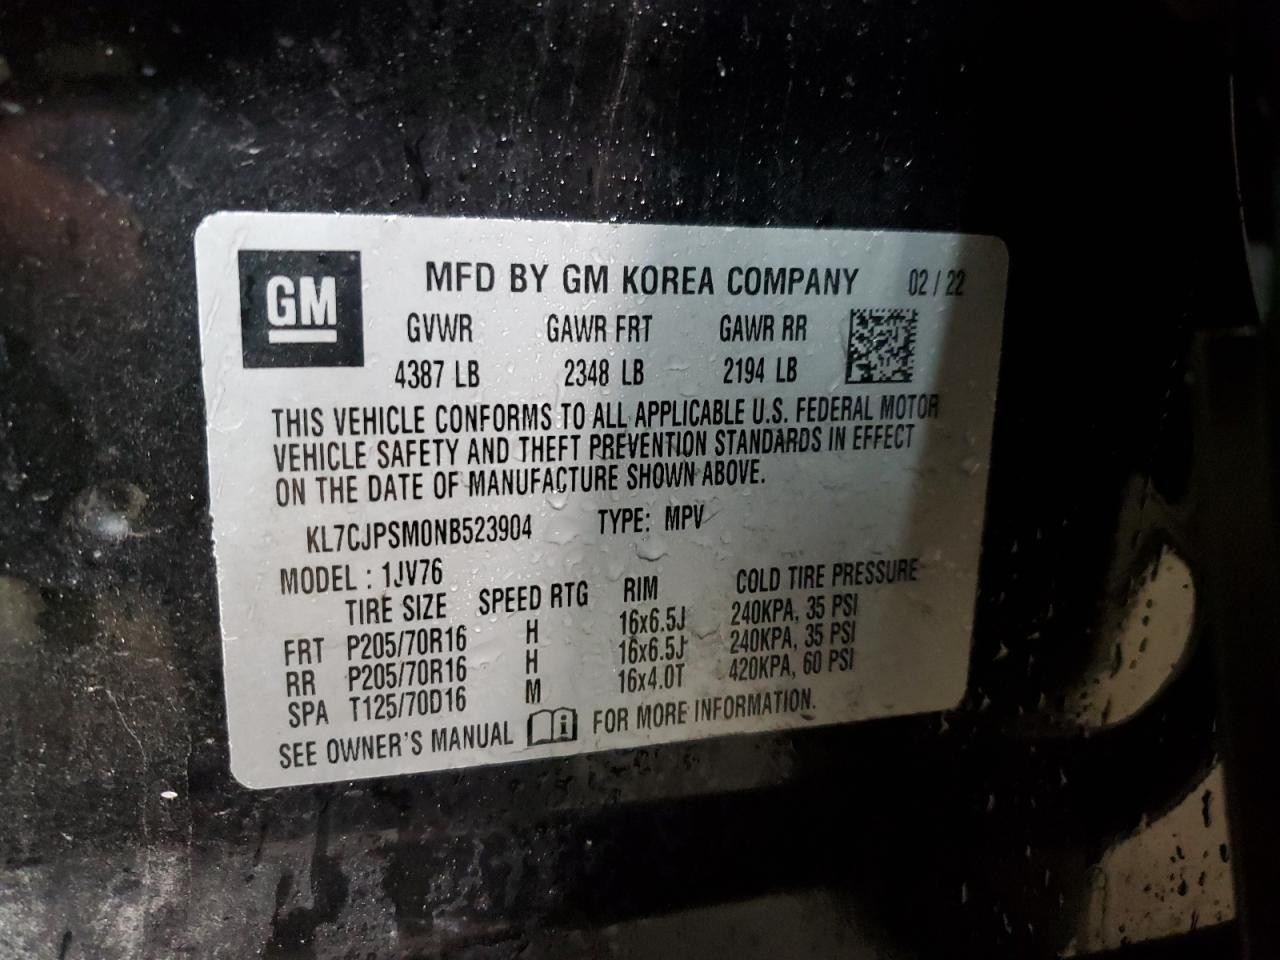 GM
MFD BY GM KOREA COMPANY 02/22
GVWR GAWR FRT GAWR RR
4387 LB 2348 LB 2194 LB
THIS VEHICLE CONFORMS TO ALL APPLICABLE U.S. FEDERAL MOTOR
VEHICLE SAFETY AND THEFT PREVENTION STANDARDS IN EFFECT
ON THE DATE OF MANUFACTURE SHOWN ABOVE.
KL7CJPSM0NB523904 TYPE: MPV
MODEL : 1JV76
TIRE SIZE SPEED RTG RIM COLD TIRE PRESSURE
FRT P205/70R16 H 16x6.5J 240KPA, 35 PSI
RR P205/70R16 H 16x6.5J 240KPA, 35 PSI
SPA T125/70D16 M 16x4.0T 420KPA, 60 PSI
SEE OWNER'S MANUAL i FOR MORE INFORMATION.